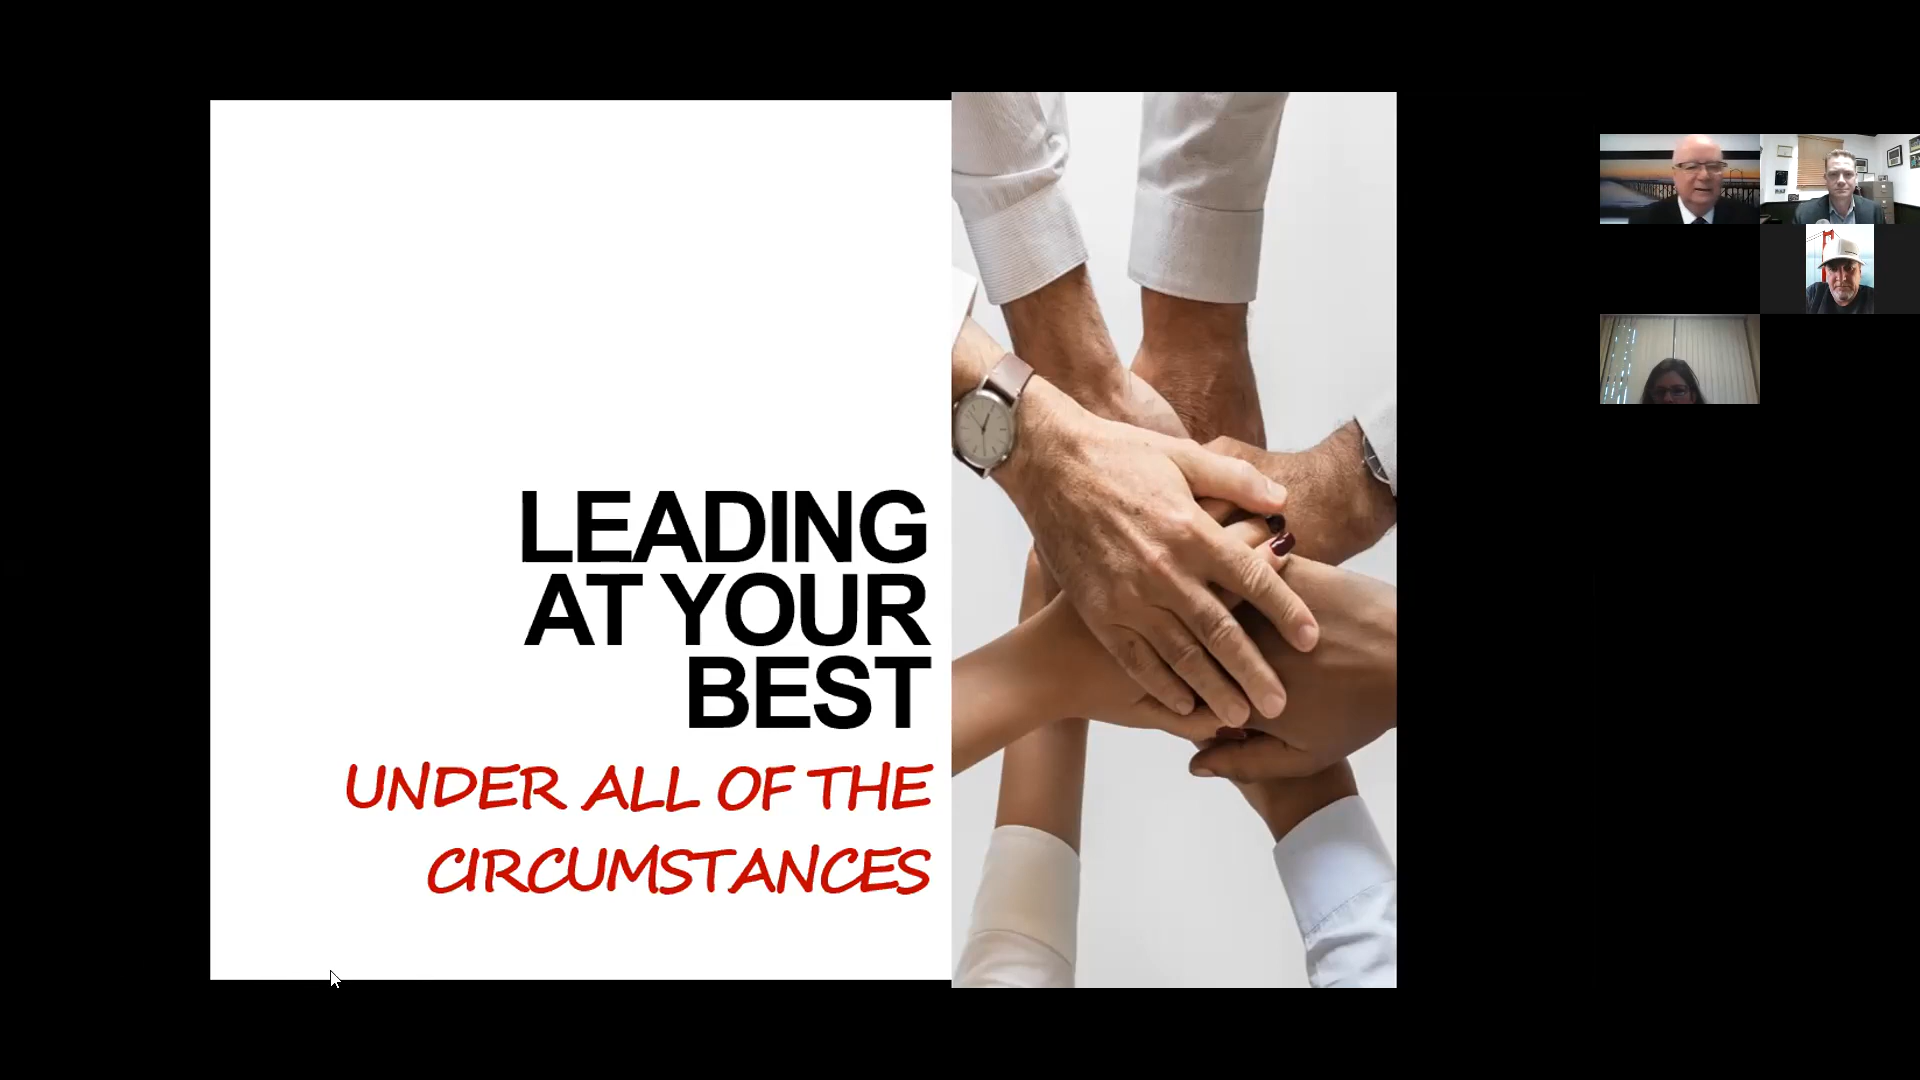 LEADING
AT YOUR
BEST
UNDER ALL OF THE
CIRCUMSTANCES